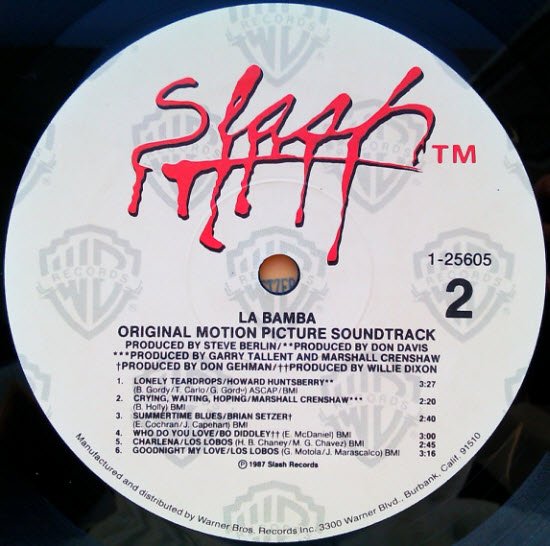 Slash TM
1-25605
2
LA BAMBA
ORIGINAL MOTION PICTURE SOUNDTRACK
PRODUCED BY STEVE BERLIN/**PRODUCED BY DON DAVIS
***PRODUCED BY GARRY TALLENT AND MARSHALL CRENSHAW
†PRODUCED BY DON GEHMAN/††PRODUCED BY WILLIE DIXON
1. LONELY TEARDROPS/HOWARD HUNTSBERRY** 3:27
(B. Gordy/T. Carlo/G. Gordy) ASCAP/BMI
2. CRYING, WAITING, HOPING/MARSHALL CRENSHAW***
(B. Holly) BMI 2:20
3. SUMMERTIME BLUES/BRIAN SETZER† 2:40
(E. Cochran/J. Capehart) BMI
4. WHO DO YOU LOVE/BO DIDDLEY†† (E. McDaniel) BMI 3:00
5. CHARLENA/LOS LOBOS (H. B. Chaney/M. G. Chavez) BMI 2:45
6. GOODNIGHT MY LOVE/LOS LOBOS (G. Motola/J. Marascalco) BMI 3:16
℗ 1987 Slash Records
Manufactured and distributed by Warner Bros. Records Inc. 3300 Warner Blvd., Burbank, Calif. 91510
WB RECORDS
WB RECORDS
WB RECORDS